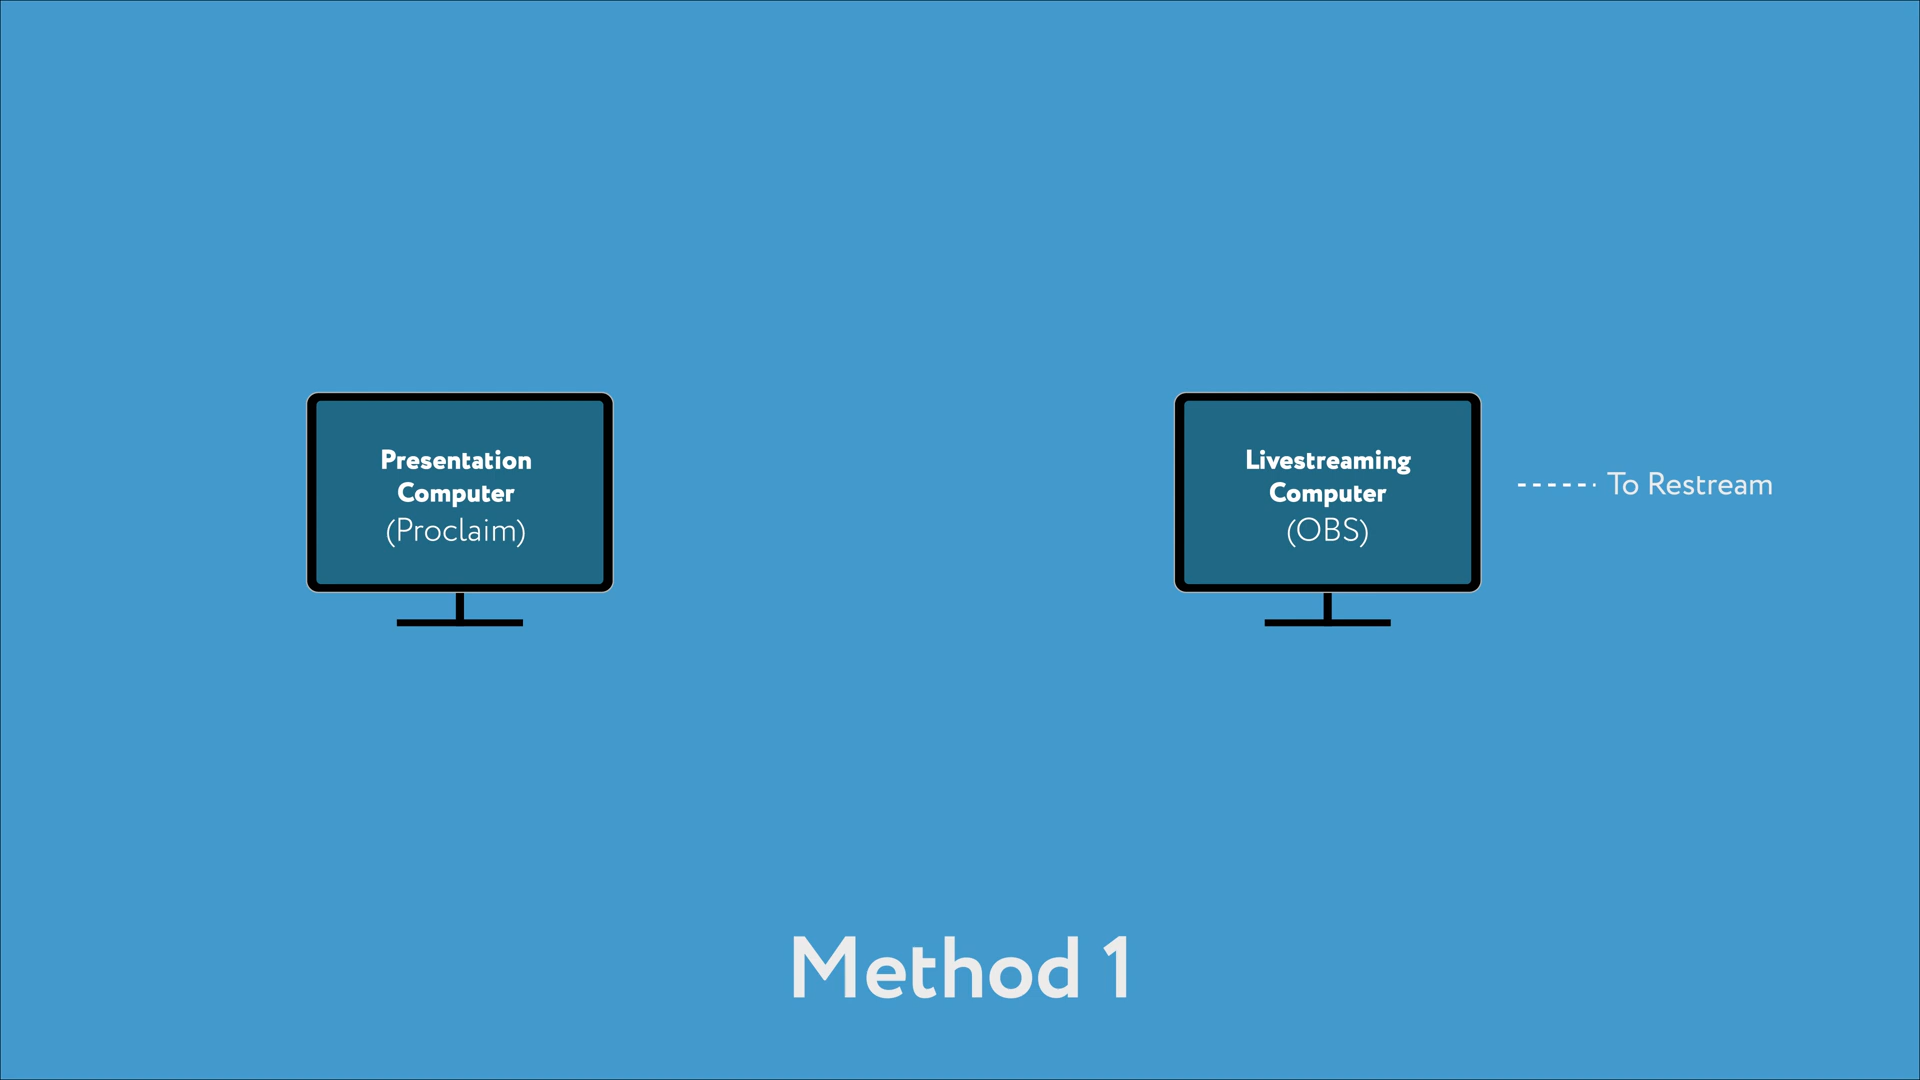 Presentation
Computer
(Proclaim)
Livestreaming
Computer
(OBS)
To Restream
Method 1